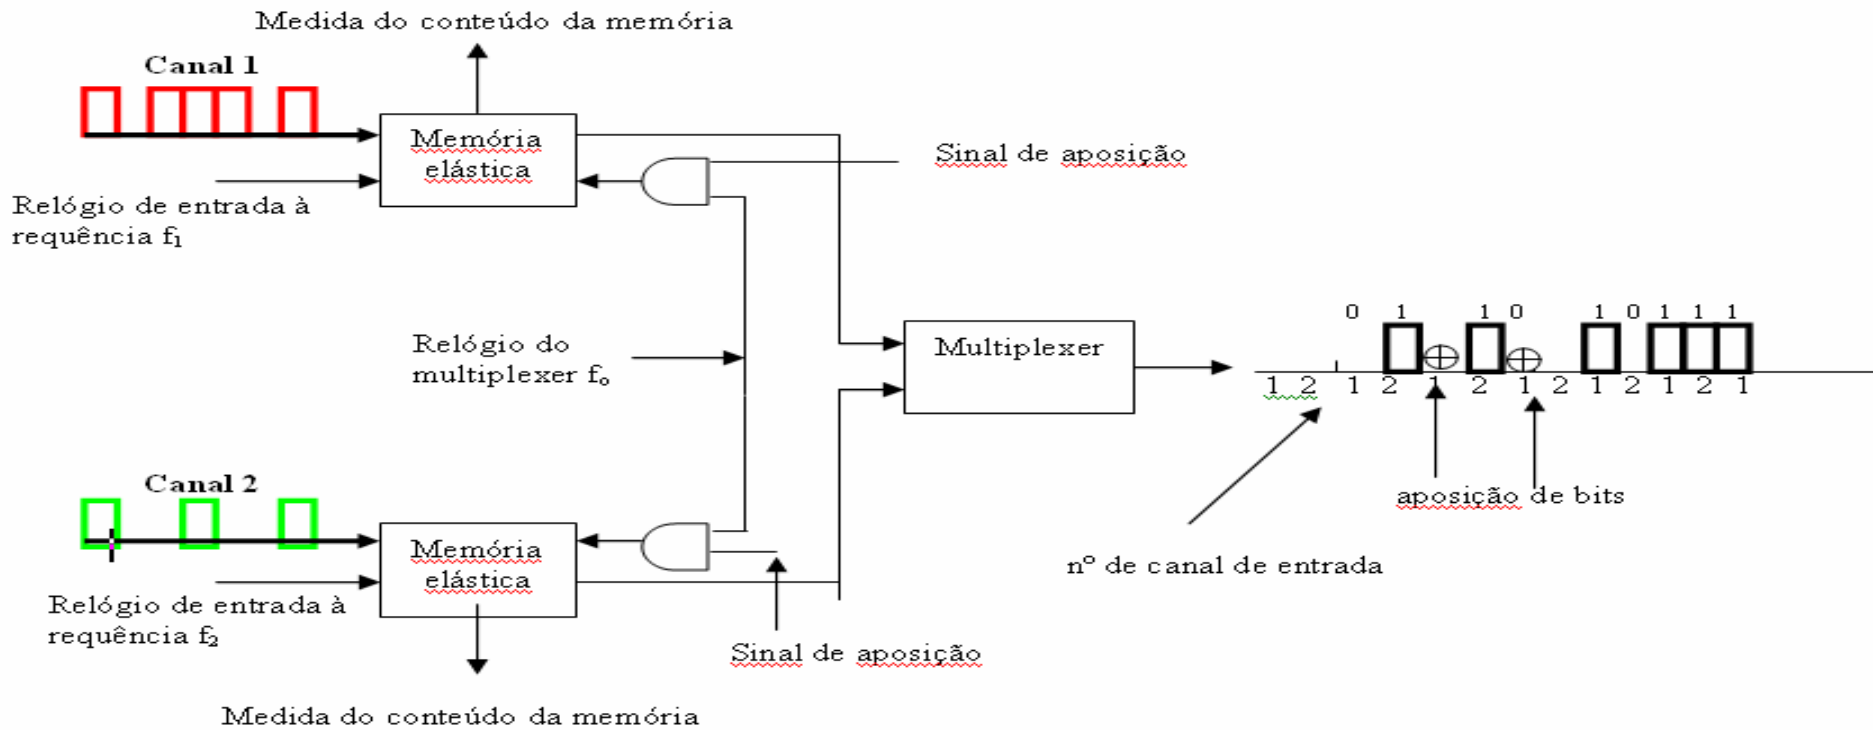 Medida do conteúdo da memória
Canal 1
Memória
elástica
Sinal de aposição
Relógio de entrada à
requência f1
Relógio do
multiplexer fo
Multiplexer
0 1 1 0 1 0 1 1 1
1 2 1 2 1 2 1 2 1 2 1 2 1
aposição de bits
nº de canal de entrada
Canal 2
Memória
elástica
Relógio de entrada à
requência f2
Sinal de aposição
Medida do conteúdo da memória